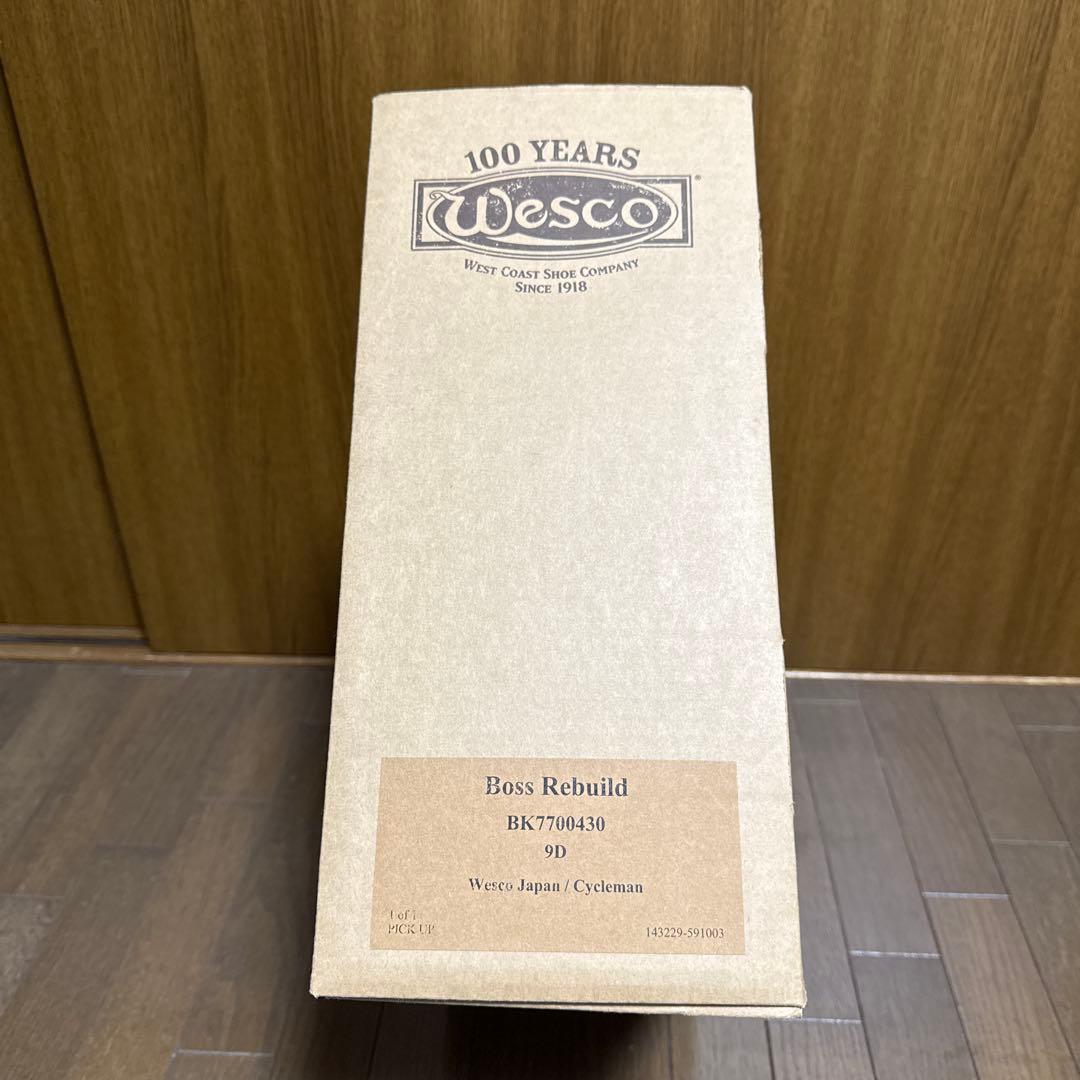 100 YEARS
Wesco®
WEST COAST SHOE COMPANY
SINCE 1918
Boss Rebuild
BK7700430
9D
Wesco Japan / Cycleman
1 of 1
PICK UP
143229-591003